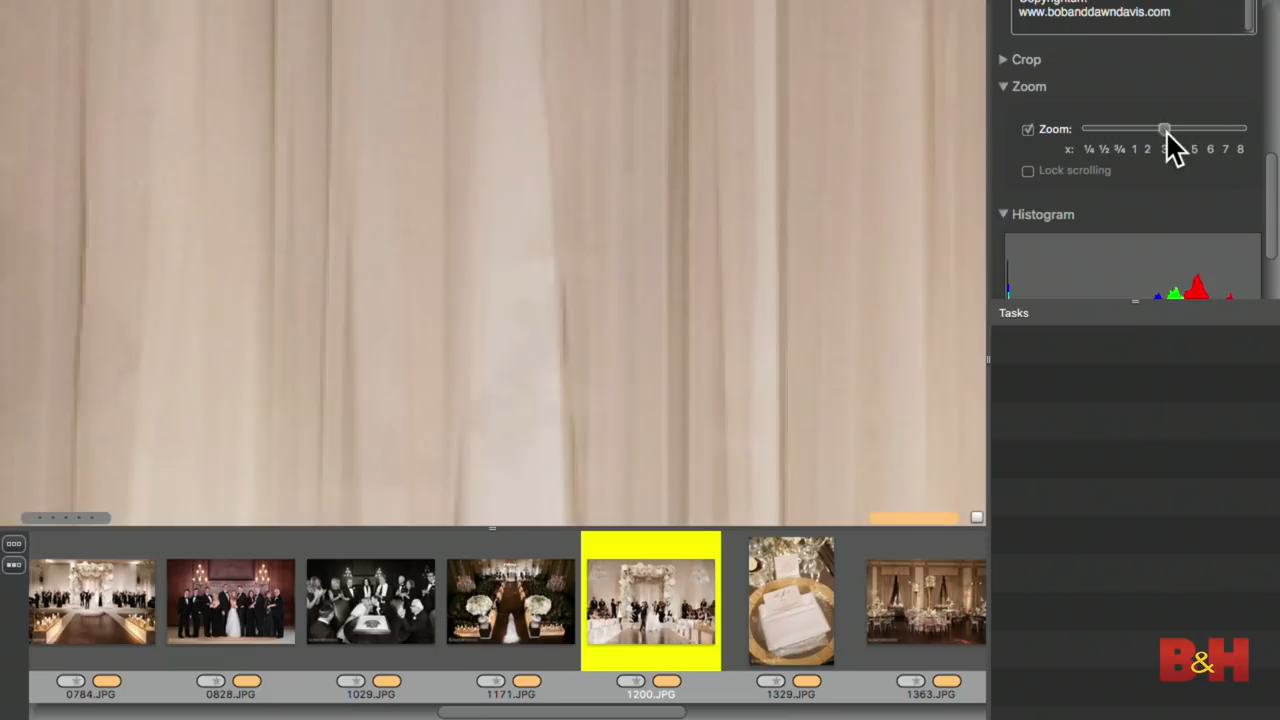 www.bobanddawndavis.com
Crop
Zoom
Zoom:
x: ¼ ½ ¾ 1 2 3 5 6 7 8
Lock scrolling
Histogram
Tasks
0784.JPG
0828.JPG
1029.JPG
1171.JPG
1200.JPG
1329.JPG
1363.JPG
B&H